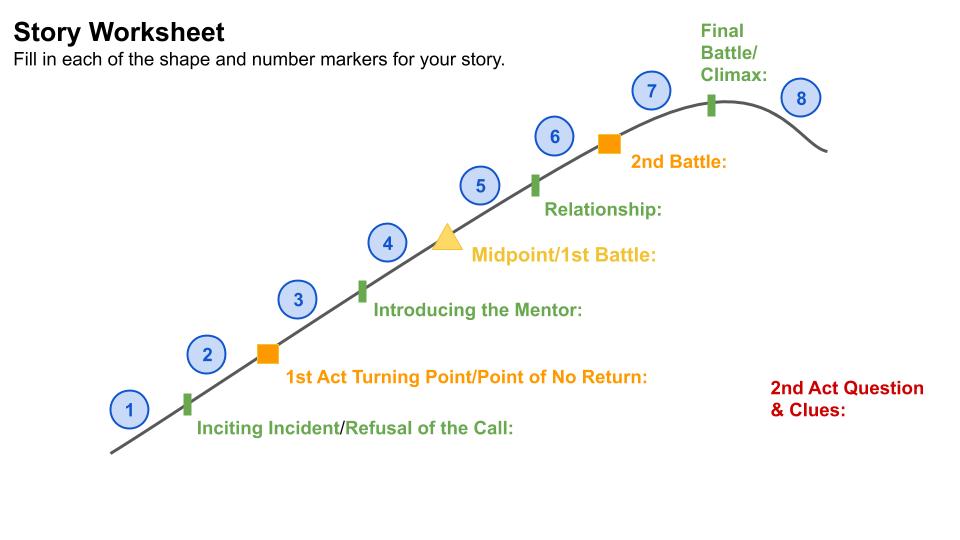 Story Worksheet
Fill in each of the shape and number markers for your story.
Final
Battle/
Climax:
7
8
6
2nd Battle:
5
Relationship:
4
Midpoint/1st Battle:
3
Introducing the Mentor:
2
1st Act Turning Point/Point of No Return:
2nd Act Question
& Clues:
1
Inciting Incident/Refusal of the Call: